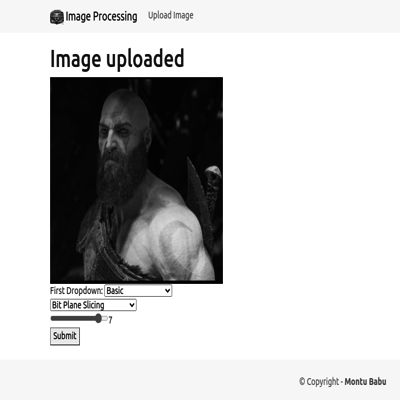 Image Processing Upload Image
Image uploaded
First Dropdown: Basic
Bit Plane Slicing
7
Submit
© Copyright - Montu Babu